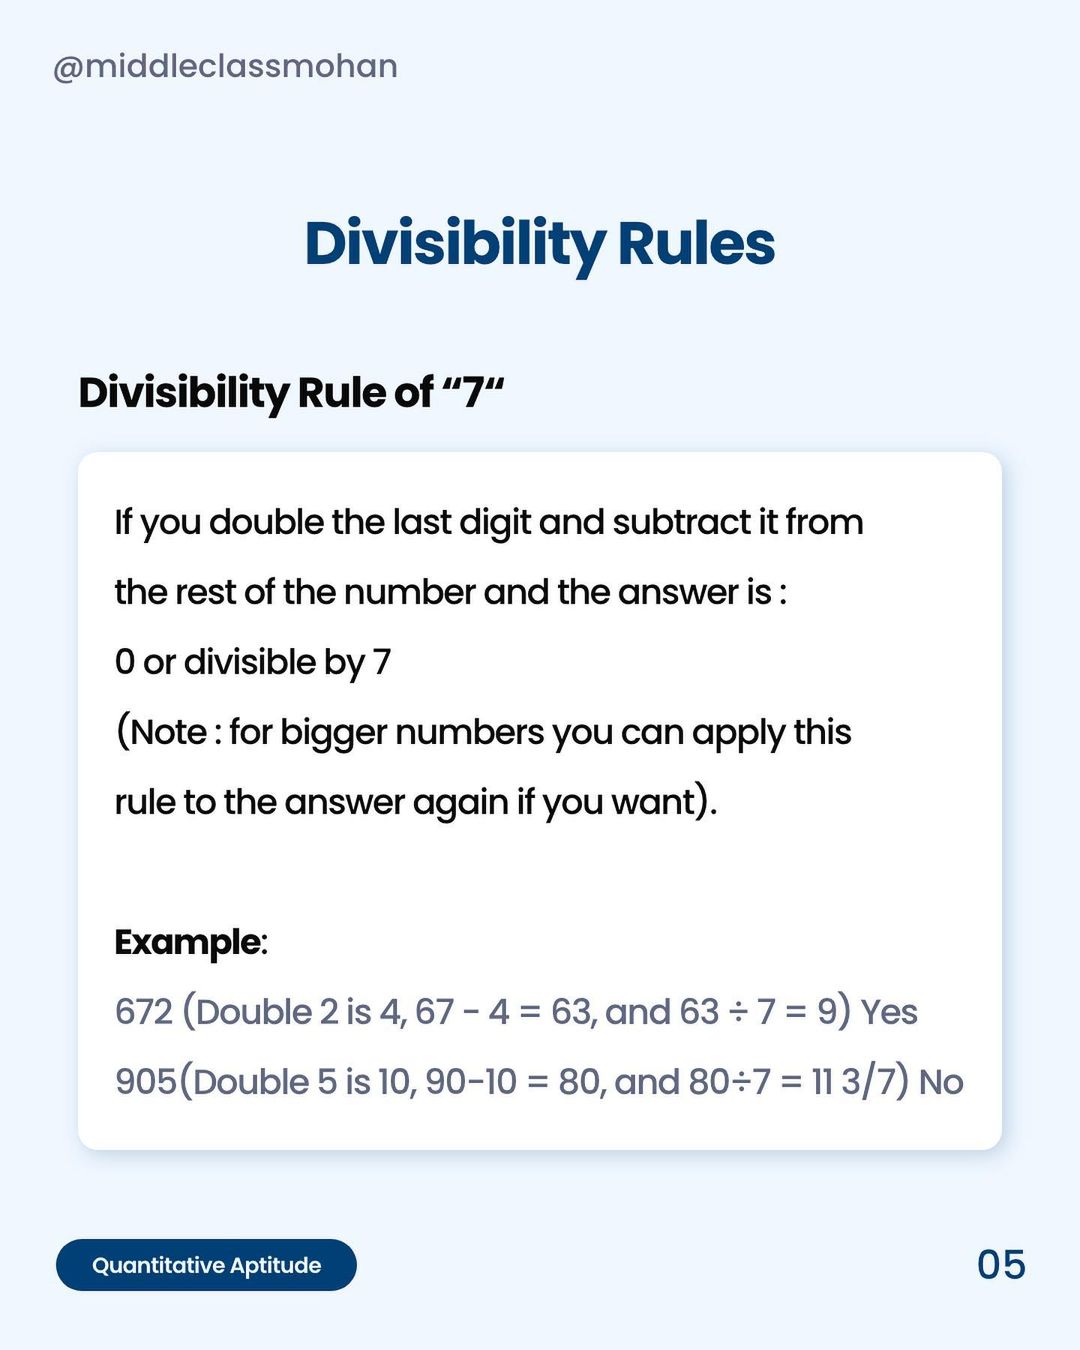 @middleclassmohan
Divisibility Rules
Divisibility Rule of “7“
If you double the last digit and subtract it from
the rest of the number and the answer is :
0 or divisible by 7
(Note : for bigger numbers you can apply this
rule to the answer again if you want).
Example:
672 (Double 2 is 4, 67 - 4 = 63, and 63 ÷ 7 = 9) Yes
905(Double 5 is 10, 90-10 = 80, and 80÷7 = 11 3/7) No
Quantitative Aptitude
05